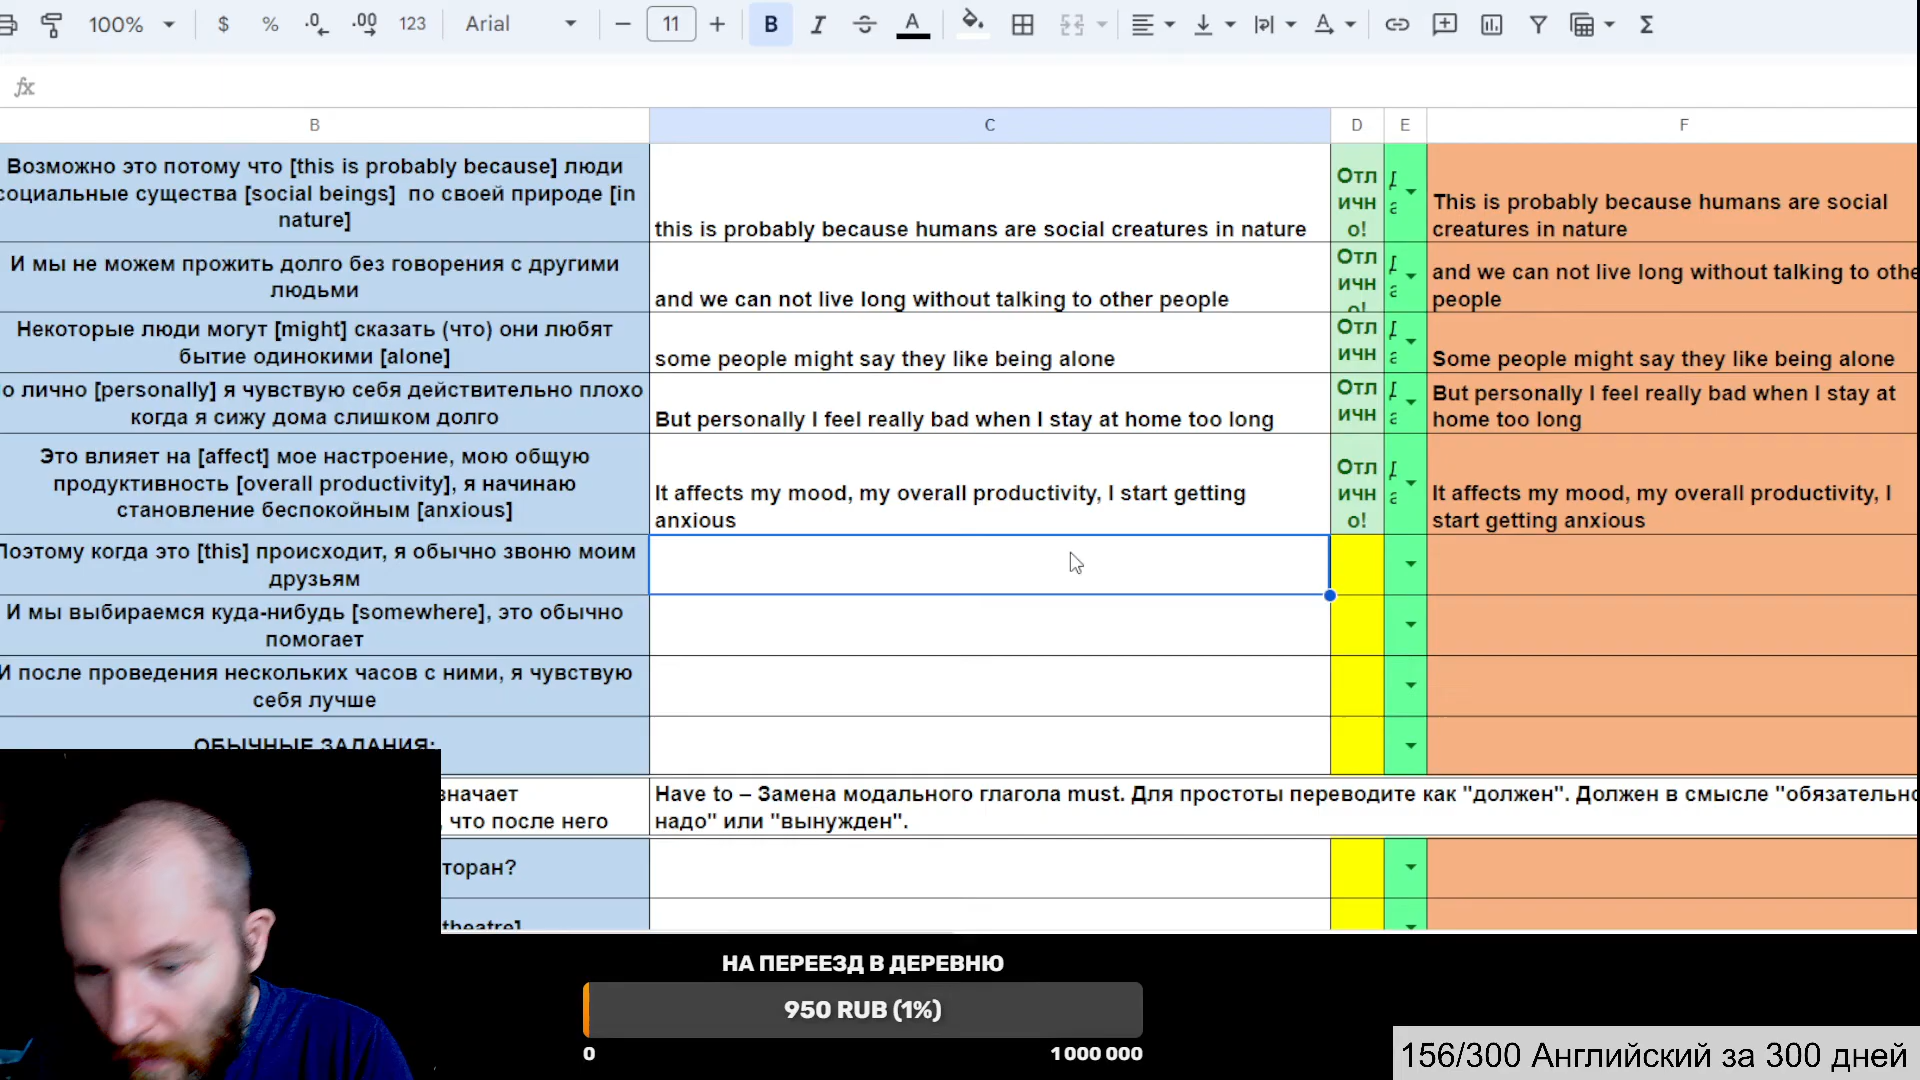 100% $ % .0 .00 123 Arial 11 B I A Σ
fx
B C D E F
Возможно это потому что [this is probably because] люди
социальные существа [social beings] по своей природе [in
nature]
this is probably because humans are social creatures in nature
Отл
ичн
о!
Д
а
This is probably because humans are social
creatures in nature
И мы не можем прожить долго без говорения с другими
людьми
and we can not live long without talking to other people
Отл
ичн
о!
Д
а
and we can not live long without talking to othe
people
Некоторые люди могут [might] сказать (что) они любят
бытие одинокими [alone]
some people might say they like being alone
Отл
ичн
Д
а
Some people might say they like being alone
о лично [personally] я чувствую себя действительно плохо
когда я сижу дома слишком долго
But personally I feel really bad when I stay at home too long
Отл
ичн
Д
а
But personally I feel really bad when I stay at
home too long
Это влияет на [affect] мое настроение, мою общую
продуктивность [overall productivity], я начинаю
становление беспокойным [anxious]
It affects my mood, my overall productivity, I start getting
anxious
Отл
ичн
о!
Д
а
It affects my mood, my overall productivity, I
start getting anxious
Поэтому когда это [this] происходит, я обычно звоню моим
друзьям
И мы выбираемся куда-нибудь [somewhere], это обычно
помогает
И после проведения нескольких часов с ними, я чувствую
себя лучше
ОБЫЧНЫЕ ЗАДАНИЯ:
значает
, что после него
Have to – Замена модального глагола must. Для простоты переводите как "должен". Должен в смысле "обязательно
надо" или "вынужден".
торан?
theatre]
НА ПЕРЕЕЗД В ДЕРЕВНЮ
950 RUB (1%)
0 1 000 000
156/300 Английский за 300 дней